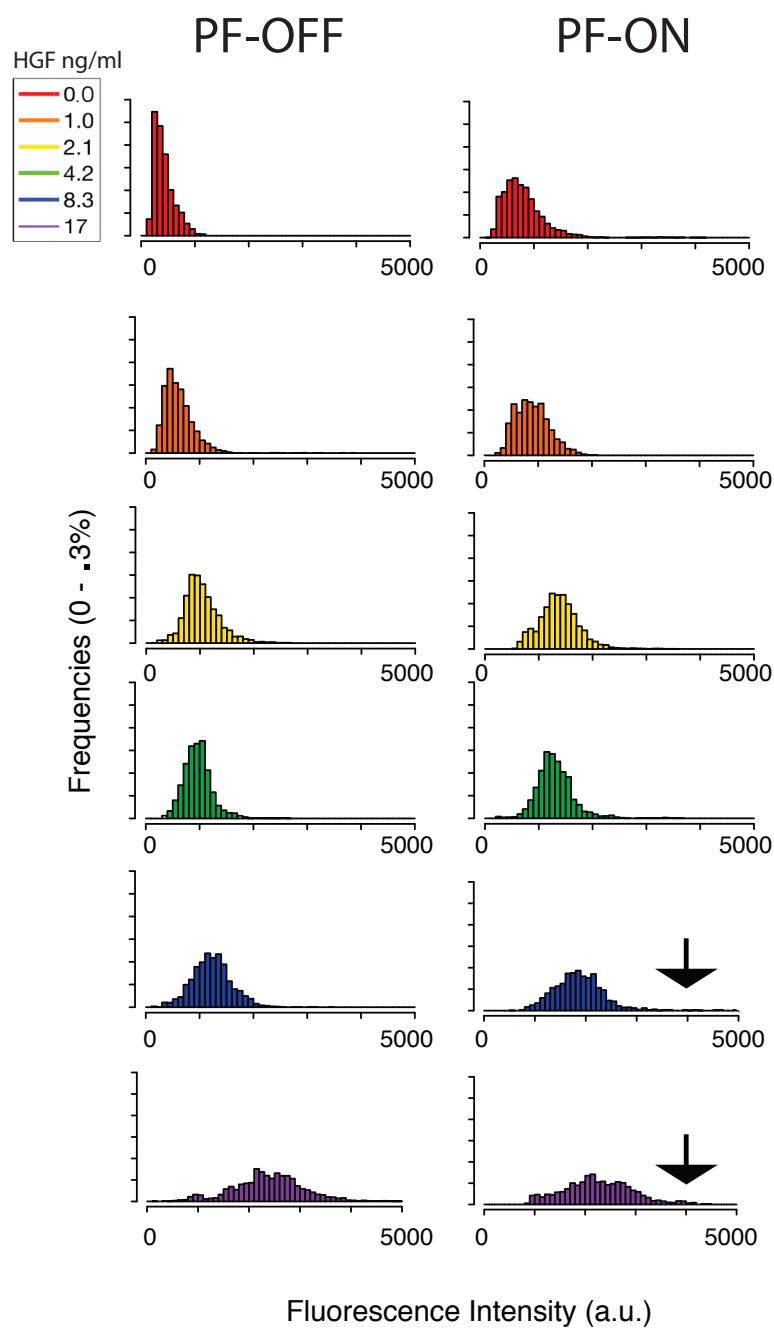 PF-OFF PF-ON
HGF ng/ml
0.0
1.0
2.1
4.2
8.3
17
0 5000 0 5000
0 5000 0 5000
0 5000 0 5000
0 5000 0 5000
0 5000 0 5000
0 5000 0 5000
Frequencies (0 - .3%)
Fluorescence Intensity (a.u.)